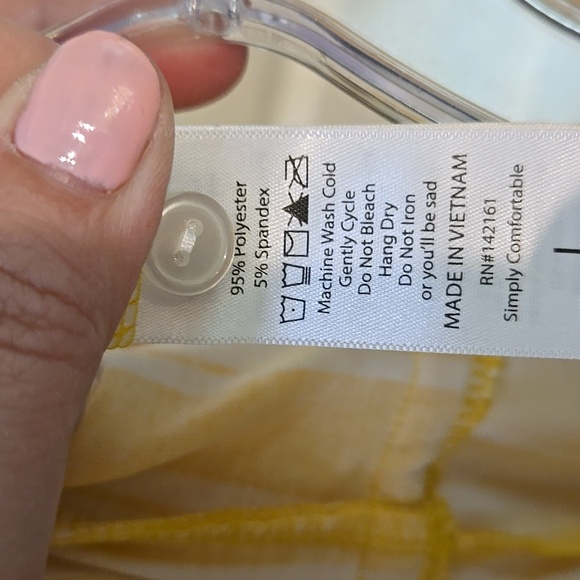 95% Polyester
5% Spandex
Machine Wash Cold
Gently Cycle
Do Not Bleach
Hang Dry
Do Not Iron
or you'll be sad
MADE IN VIETNAM
RN#142161
Simply Comfortable